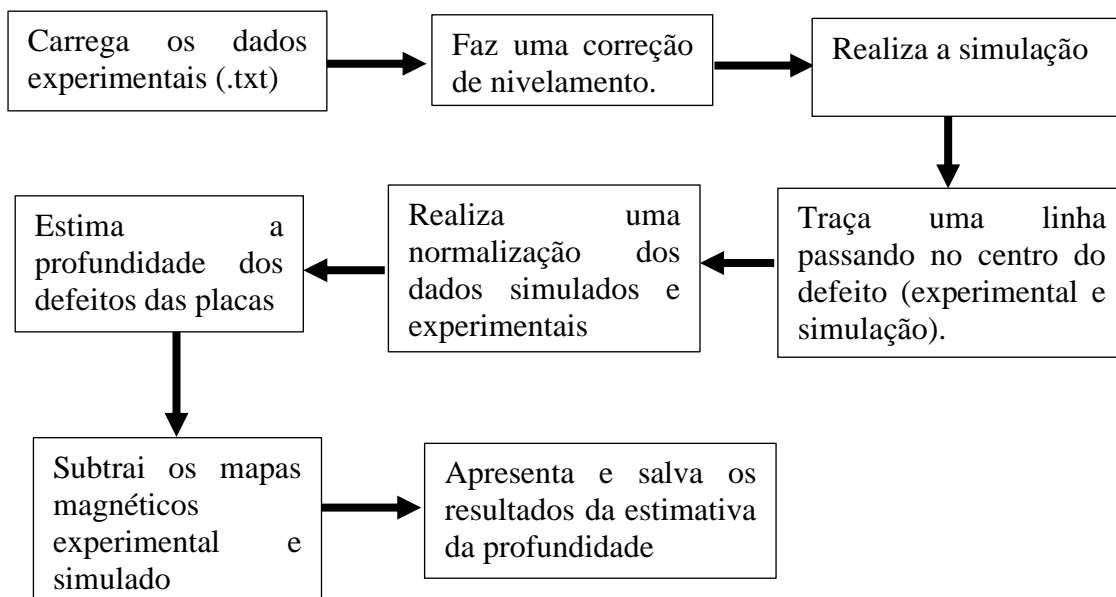 Carrega os dados
experimentais (.txt)
Faz uma correção
de nivelamento.
Realiza a simulação
Traça uma linha
passando no centro do
defeito (experimental e
simulação).
Realiza uma
normalização dos
dados simulados e
experimentais
Estima a
profundidade dos
defeitos das placas
Subtrai os mapas
magnéticos
experimental e
simulado
Apresenta e salva os
resultados da estimativa
da profundidade